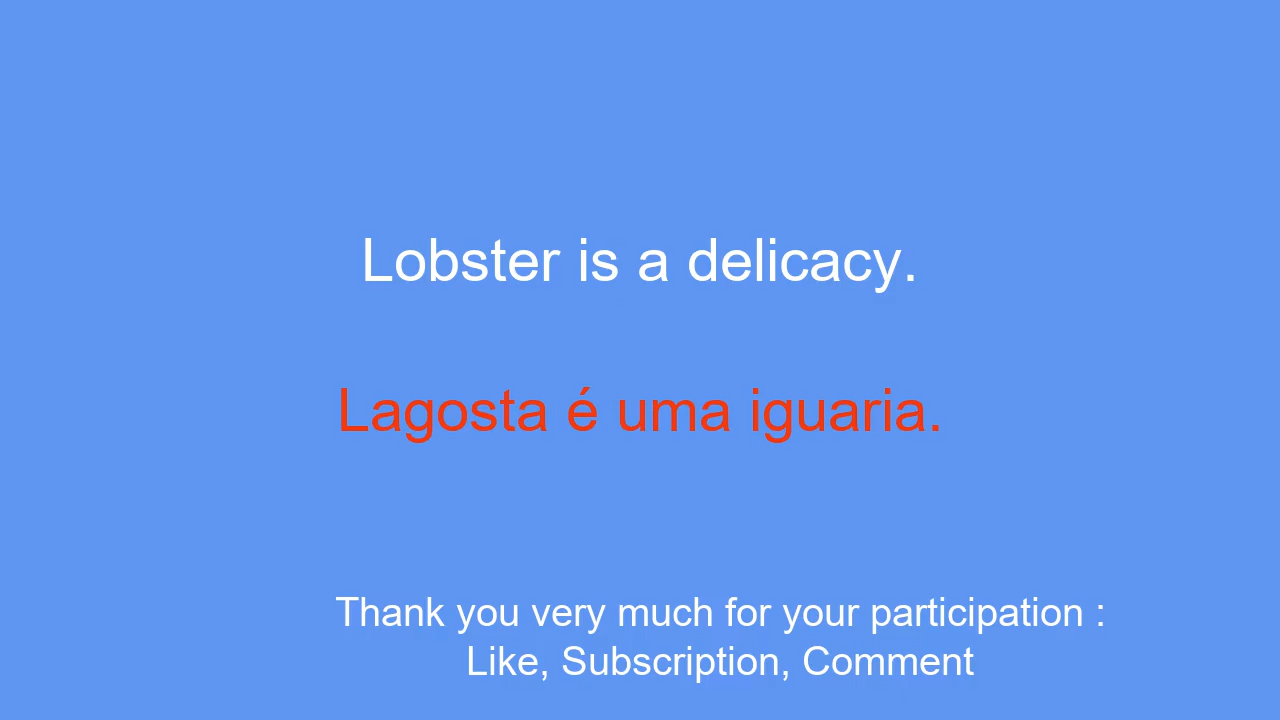 Lobster is a delicacy.
Lagosta é uma iguaria.
Thank you very much for your participation :
Like, Subscription, Comment